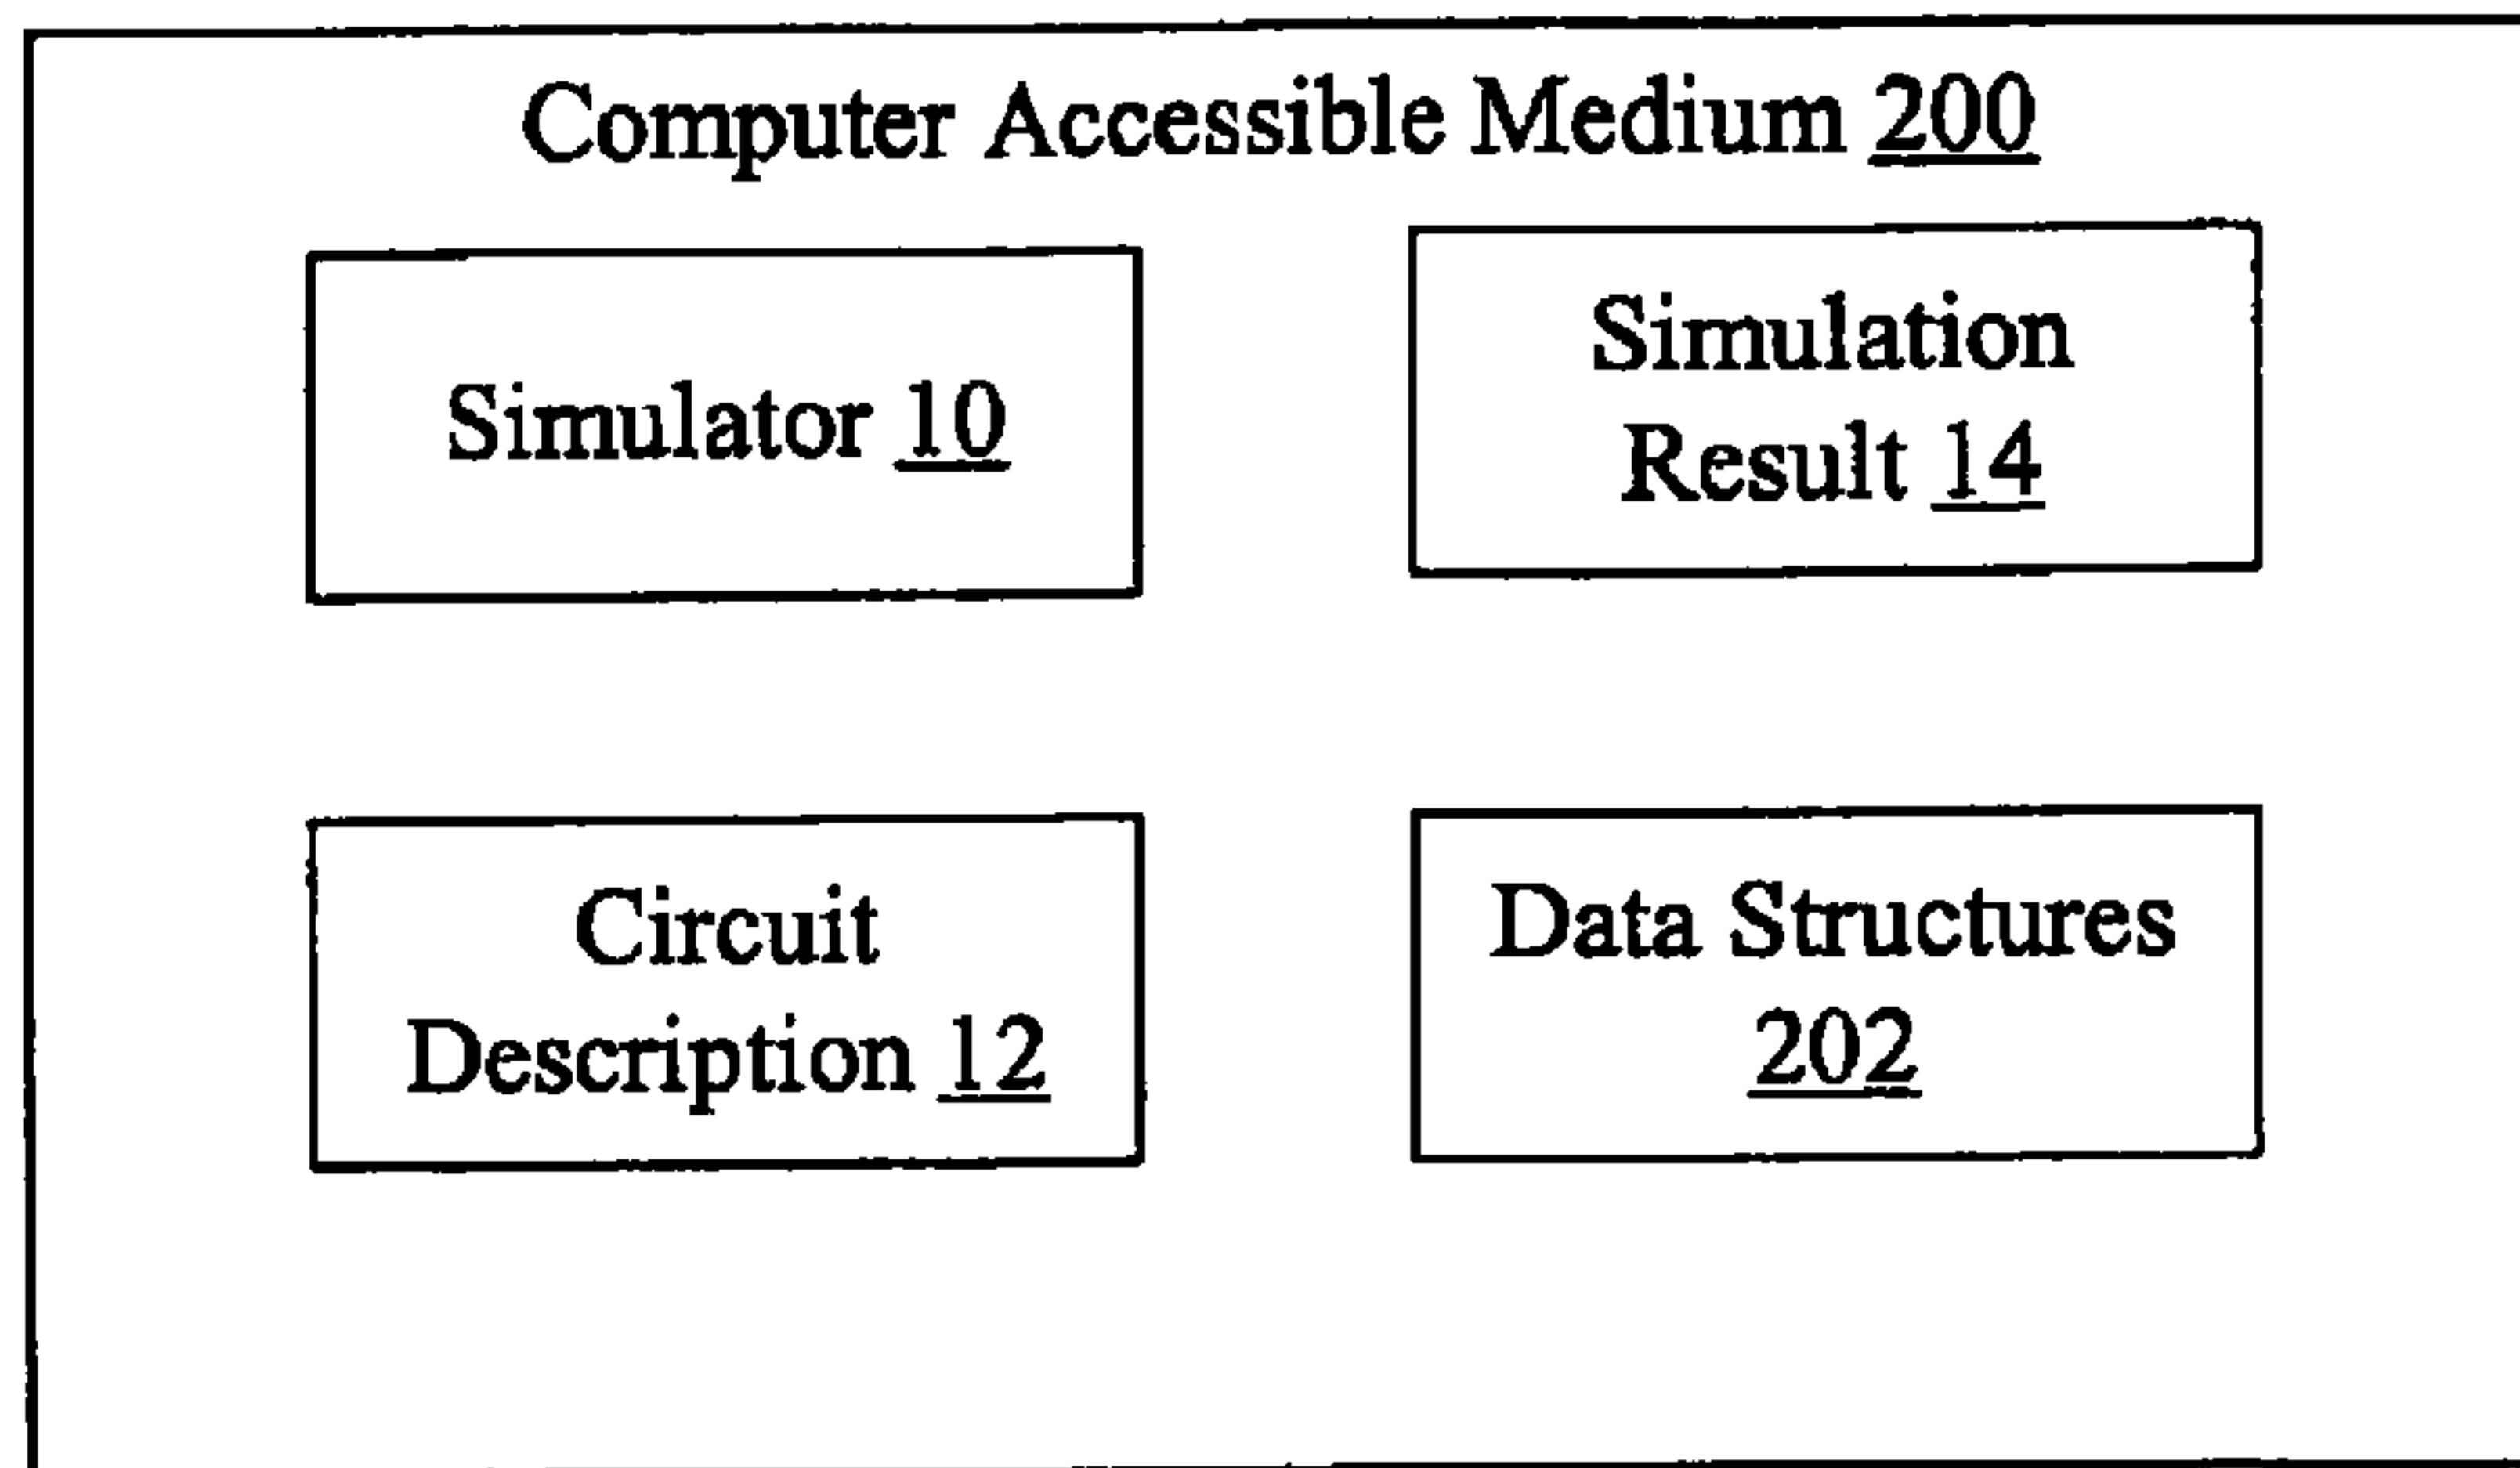 Computer Accessible Medium 200
Simulator 10
Simulation
Result 14
Circuit
Description 12
Data Structures
202